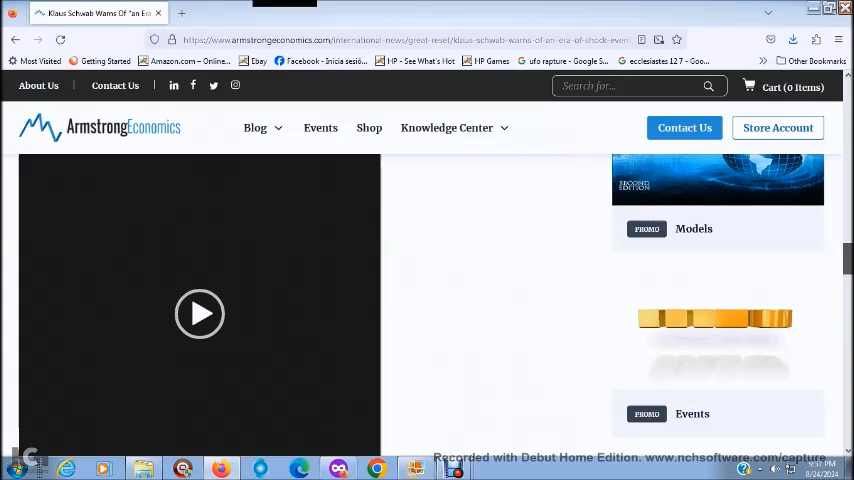 Klaus Schwab Warns Of "an Era
https://www.armstrongeconomics.com/international-news/great-reset/klaus-schwab-warns-of-an-era-of-shock-even
Most Visited Getting Started Amazon.com – Online... Ebay Facebook - Inicia sesió... HP - See What's Hot HP Games ufo rapture - Google S... ecclesiastes 12 7 - Goog... Other Bookmarks
About Us Contact Us Search for... Cart (0 Items)
ArmstrongEconomics Blog Events Shop Knowledge Center Contact Us Store Account
SECOND
EDITION
PROMO Models
PROMO Events
Recorded with Debut Home Edition. www.nchsoftware.com/capture
9:57 PM
8/24/2024